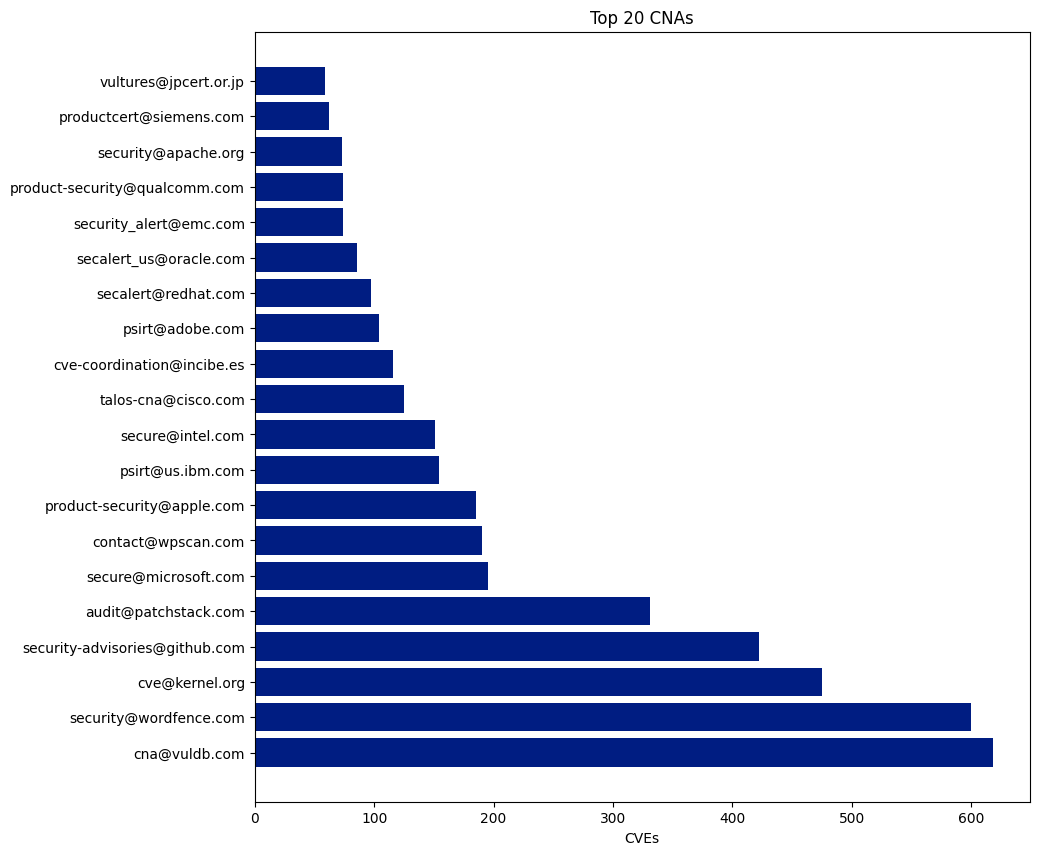 Top 20 CNAs
vultures@jpcert.or.jp
productcert@siemens.com
security@apache.org
product-security@qualcomm.com
security_alert@emc.com
secalert_us@oracle.com
secalert@redhat.com
psirt@adobe.com
cve-coordination@incibe.es
talos-cna@cisco.com
secure@intel.com
psirt@us.ibm.com
product-security@apple.com
contact@wpscan.com
secure@microsoft.com
audit@patchstack.com
security-advisories@github.com
cve@kernel.org
security@wordfence.com
cna@vuldb.com
0 100 200 300 400 500 600
CVEs